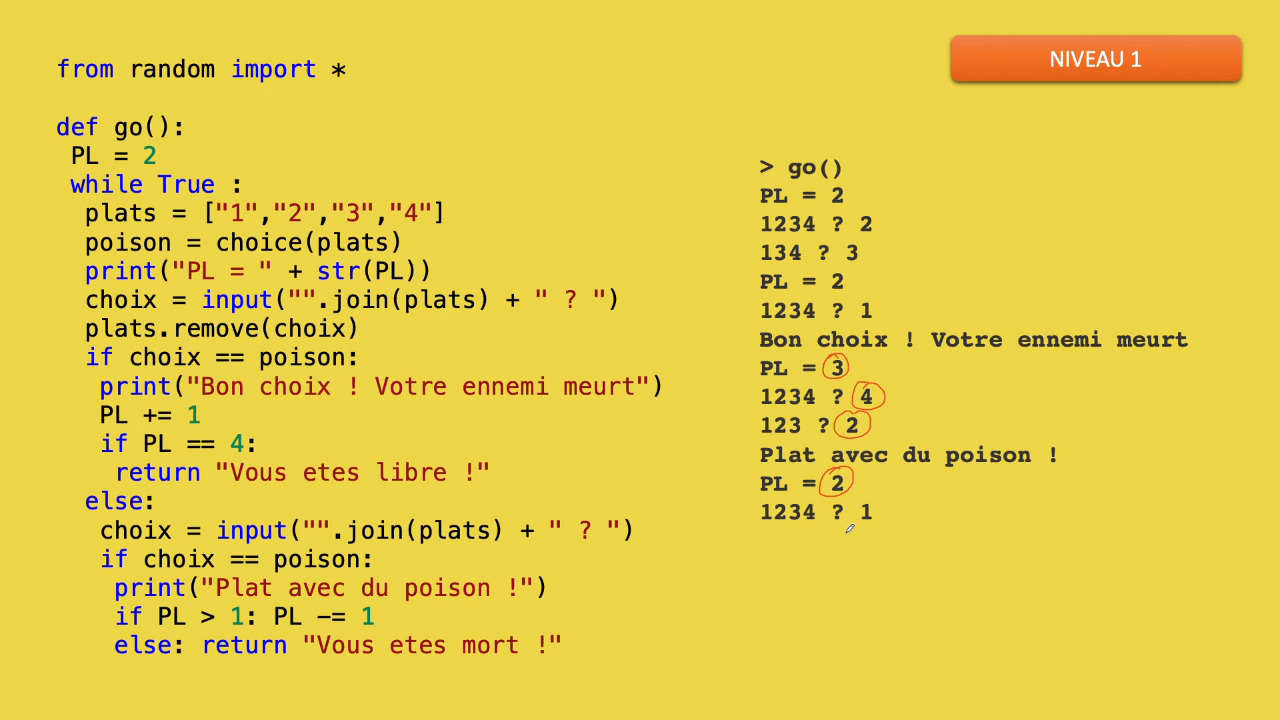 from random import *
def go():
PL = 2
while True :
plats = ["1","2","3","4"]
poison = choice(plats)
print("PL = " + str(PL))
choix = input("".join(plats) + " ? ")
plats.remove(choix)
if choix == poison:
print("Bon choix ! Votre ennemi meurt")
PL += 1
if PL == 4:
return "Vous etes libre !"
else:
choix = input("".join(plats) + " ? ")
if choix == poison:
print("Plat avec du poison !")
if PL > 1: PL -= 1
else: return "Vous etes mort !"
NIVEAU 1
> go()
PL = 2
1234 ? 2
134 ? 3
PL = 2
1234 ? 1
Bon choix ! Votre ennemi meurt
PL = 3
1234 ? 4
123 ? 2
Plat avec du poison !
PL = 2
1234 ? 1